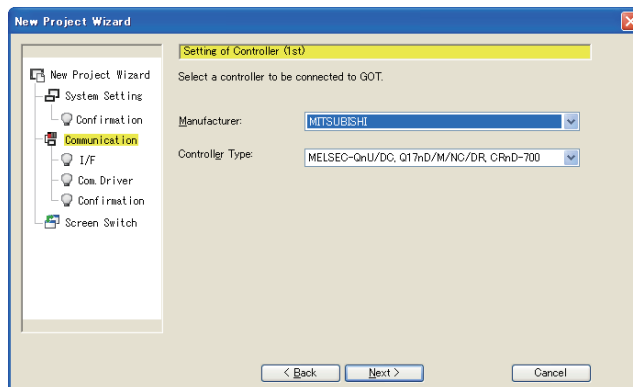 New Project Wizard
New Project Wizard
System Setting
Confirmation
Communication
I/F
Com. Driver
Confirmation
Screen Switch
Setting of Controller (1st)
Select a controller to be connected to GOT.
Manufacturer: MITSUBISHI
Controller Type: MELSEC-QnU/DC, Q17nD/M/NC/DR, CRnD-700
< Back Next > Cancel